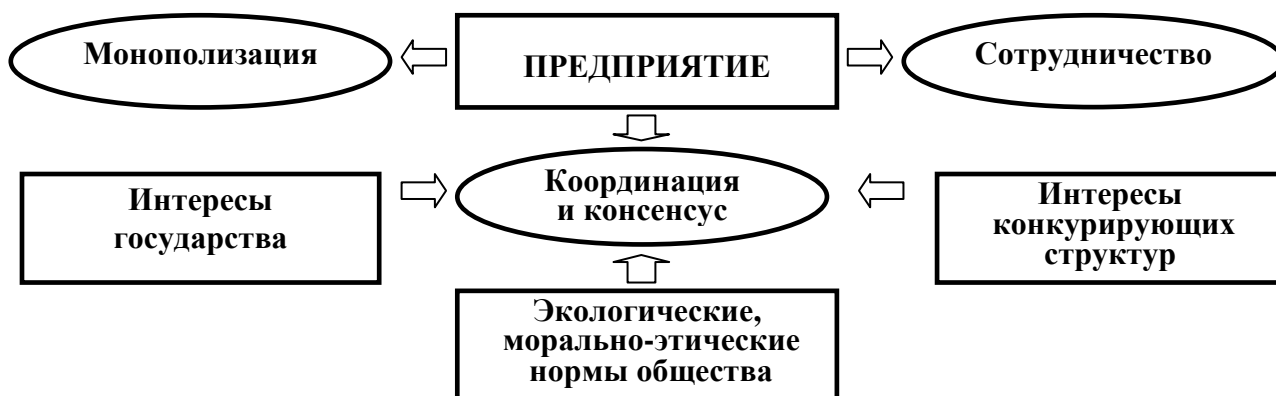 Монополизация
ПРЕДПРИЯТИЕ
Сотрудничество
Интересы
государства
Координация
и консенсус
Интересы
конкурирующих
структур
Экологические,
морально-этические
нормы общества